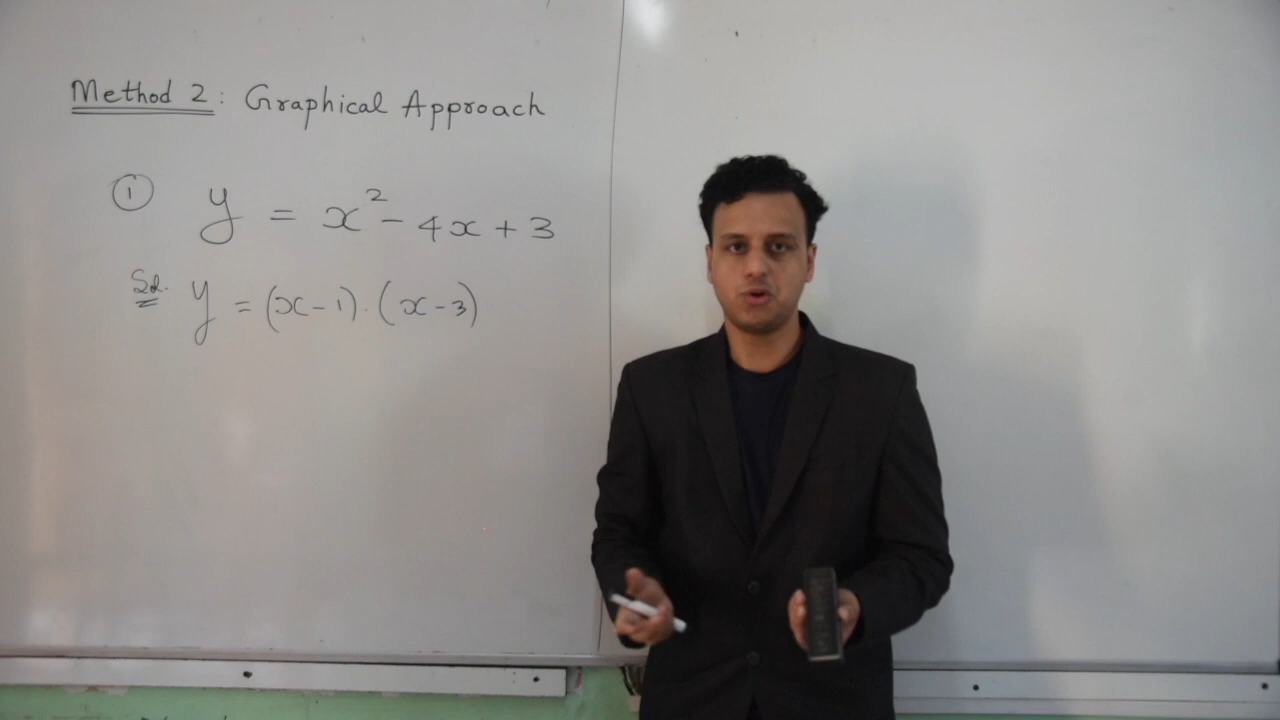 Method 2: Graphical Approach
① y = x² - 4x + 3
Sol. y = (x-1).(x-3)